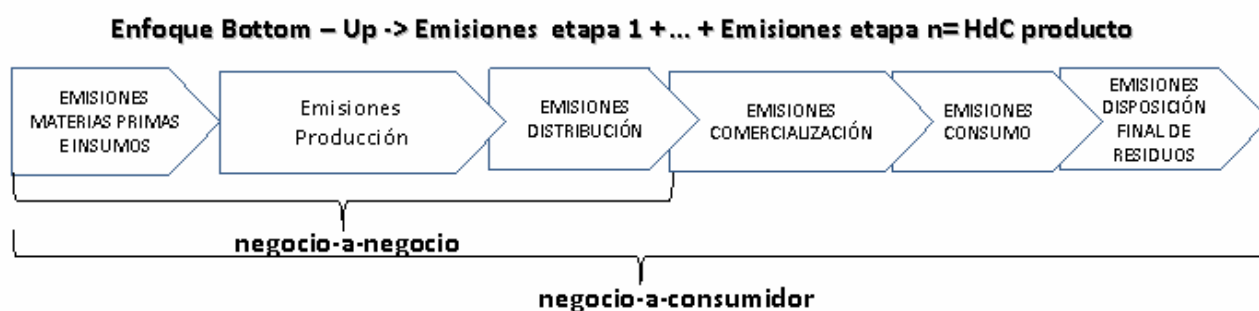 Enfoque Bottom – Up -> Emisiones etapa 1 +... + Emisiones etapa n= HdC producto
EMISIONES
MATERIAS PRIMAS
E INSUMOS
Emisiones
Producción
EMISIONES
DISTRIBUCIÓN
EMISIONES
COMERCIALIZACIÓN
EMISIONES
CONSUMO
EMISIONES
DISPOSICIÓN
FINAL DE
RESIDUOS
negocio-a-negocio
negocio-a-consumidor